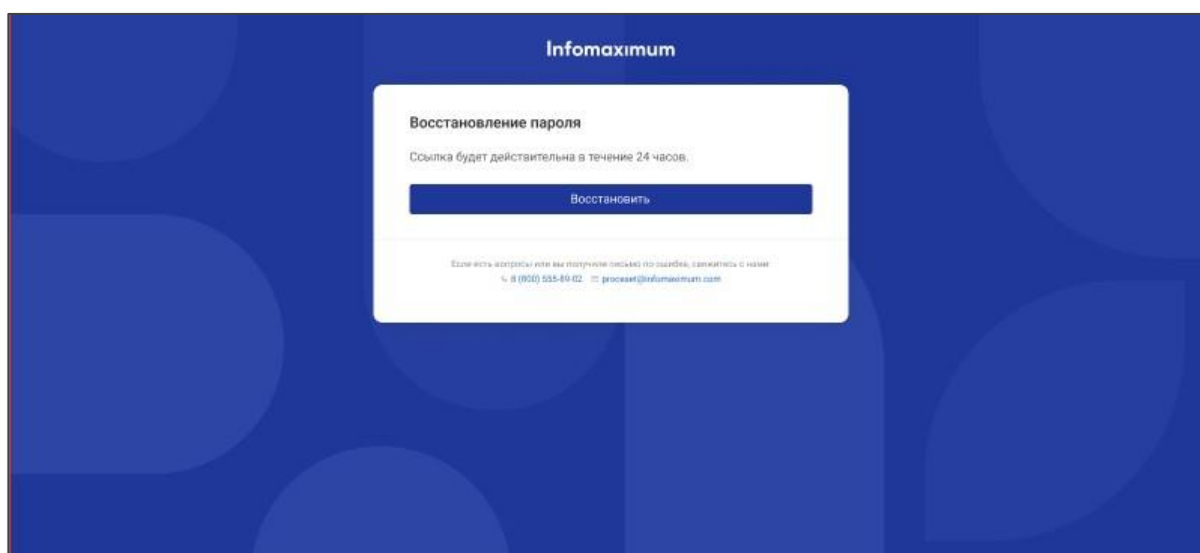 Infomaximum
Восстановление пароля
Ссылка будет действительна в течение 24 часов.
Восстановить
Если есть вопросы или вы получили письмо по ошибке, свяжитесь с нами
8 (800) 555-89-02 proceset@infomaximum.com